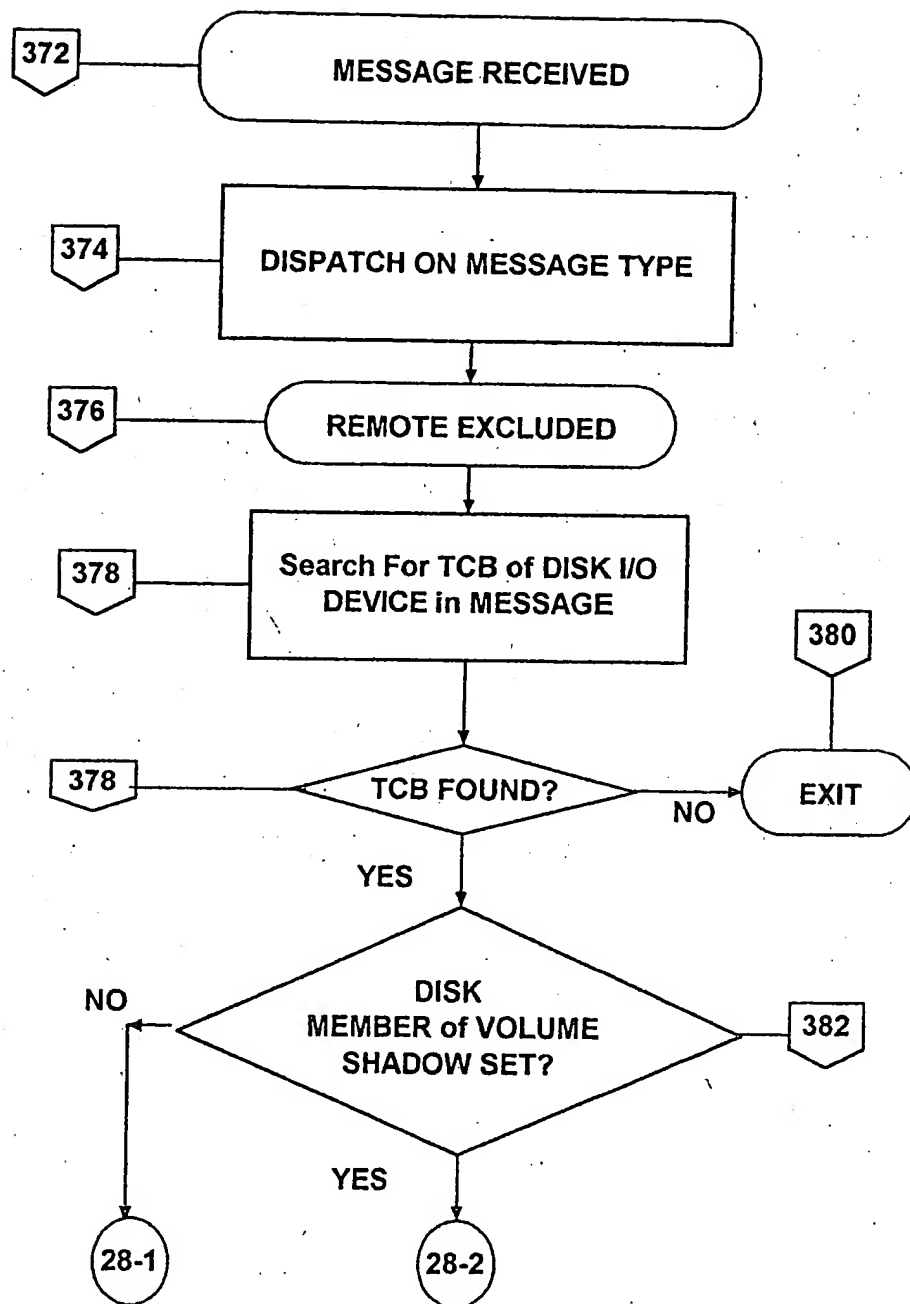 372
MESSAGE RECEIVED
374
DISPATCH ON MESSAGE TYPE
376
REMOTE EXCLUDED
378
Search For TCB of DISK I/O
DEVICE in MESSAGE
380
378
TCB FOUND?
NO
EXIT
YES
NO
DISK
MEMBER of VOLUME
SHADOW SET?
382
YES
28-1
28-2